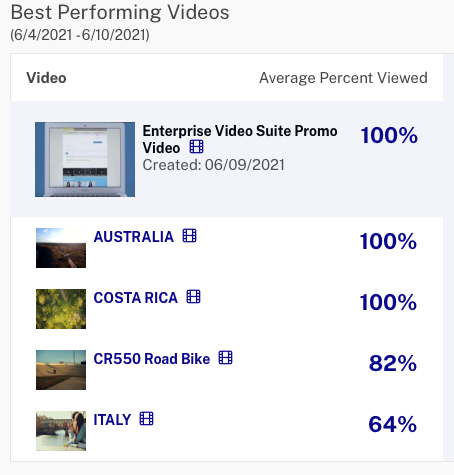 Best Performing Videos
(6/4/2021 -6/10/2021)
Video Average Percent Viewed
Enterprise Video Suite Promo
Video
100%
Created: 06/09/2021
AUSTRALIA 100%
COSTA RICA 100%
CR550 Road Bike 82%
ITALY 64%